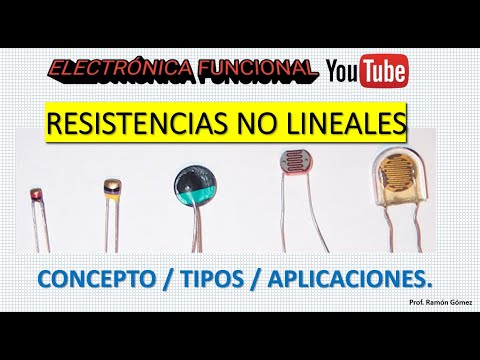 ELECTRÓNICA FUNCIONAL YouTube
RESISTENCIAS NO LINEALES
CONCEPTO / TIPOS / APLICACIONES.
Prof. Ramón Gómez